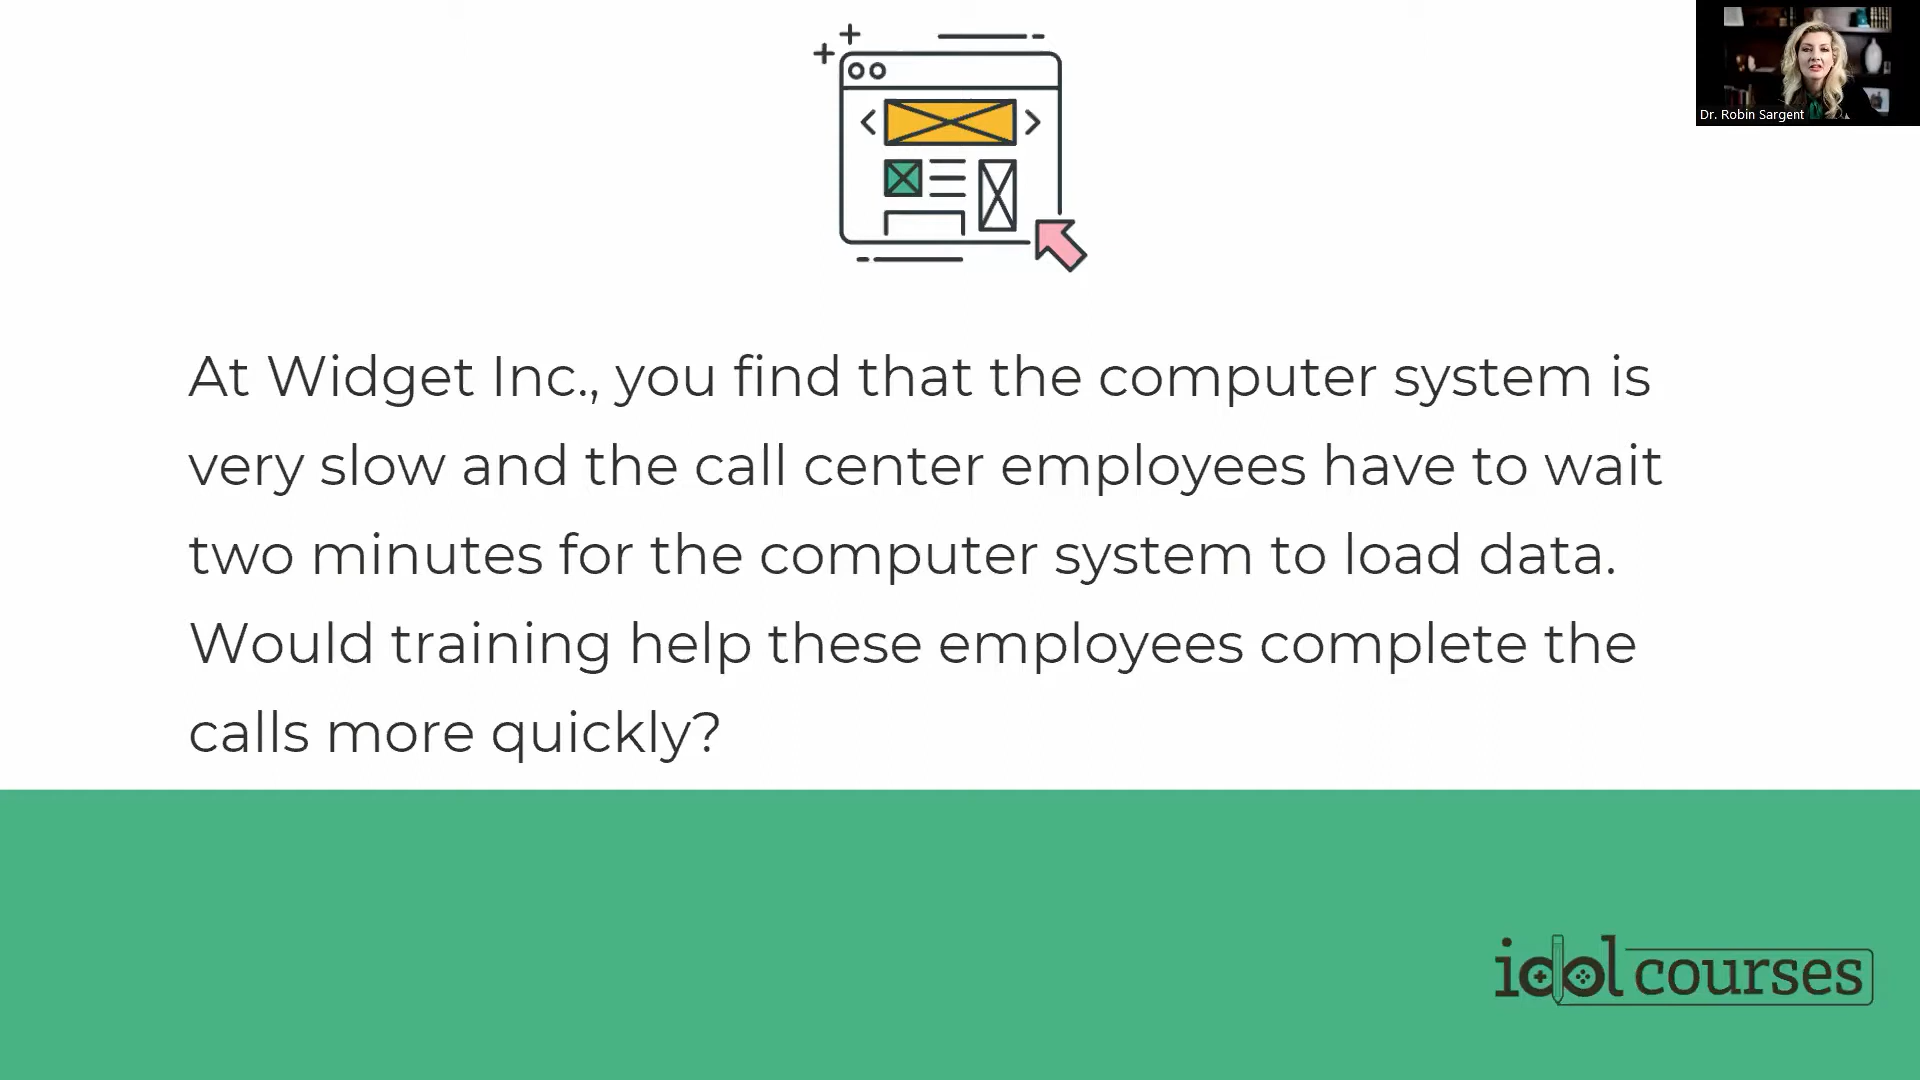 Dr. Robin Sargent
At Widget Inc., you find that the computer system is
very slow and the call center employees have to wait
two minutes for the computer system to load data.
Would training help these employees complete the
calls more quickly?
idol courses